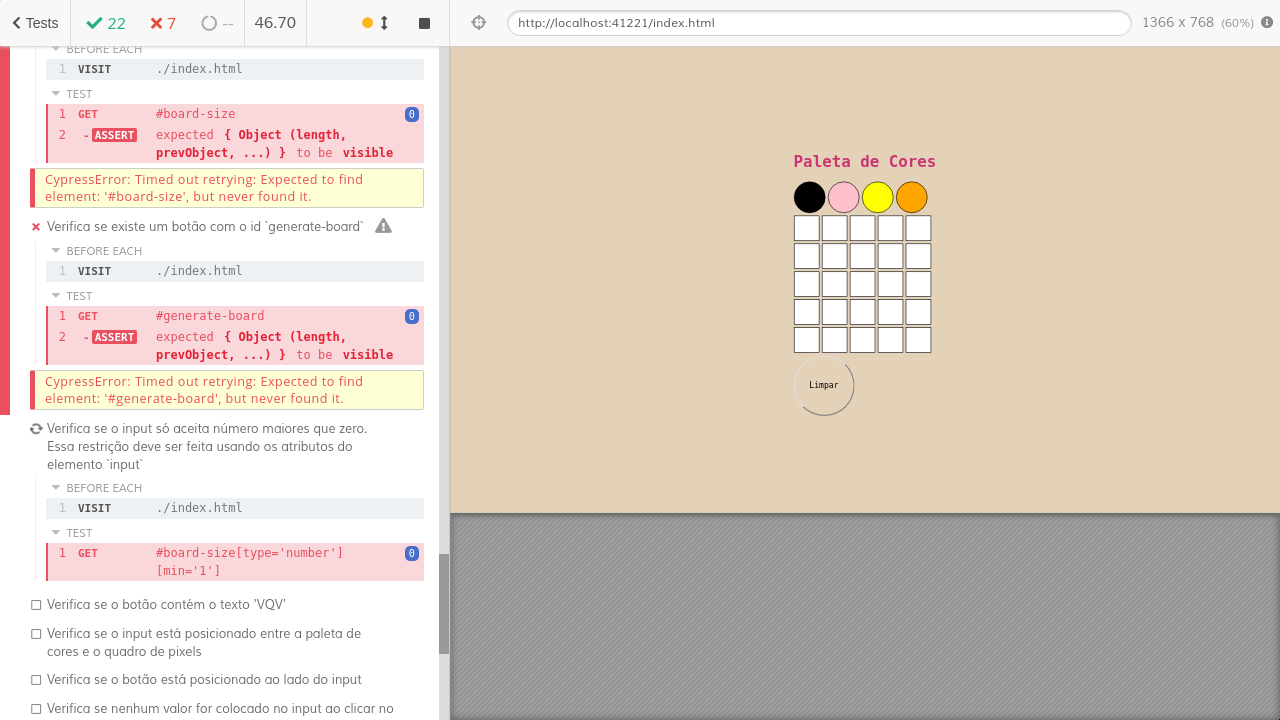 Tests
22
7
--
46.70
http://localhost:41221/index.html
1366 x 768 (60%)
BEFORE EACH
1 VISIT ./index.html
TEST
1 GET #board-size 0
2 -ASSERT expected { Object (length,
prevObject, ...) } to be visible
CypressError: Timed out retrying: Expected to find
element: '#board-size', but never found it.
Verifica se existe um botão com o id `generate-board`
BEFORE EACH
1 VISIT ./index.html
TEST
1 GET #generate-board 0
2 -ASSERT expected { Object (length,
prevObject, ...) } to be visible
CypressError: Timed out retrying: Expected to find
element: '#generate-board', but never found it.
Verifica se o input só aceita número maiores que zero.
Essa restrição deve ser feita usando os atributos do
elemento `input`
BEFORE EACH
1 VISIT ./index.html
TEST
1 GET #board-size[type='number'] 0
[min='1']
Verifica se o botão contém o texto 'VQV'
Verifica se o input está posicionado entre a paleta de
cores e o quadro de pixels
Verifica se o botão está posicionado ao lado do input
Verifica se nenhum valor for colocado no input ao clicar no
Paleta de Cores
Limpar